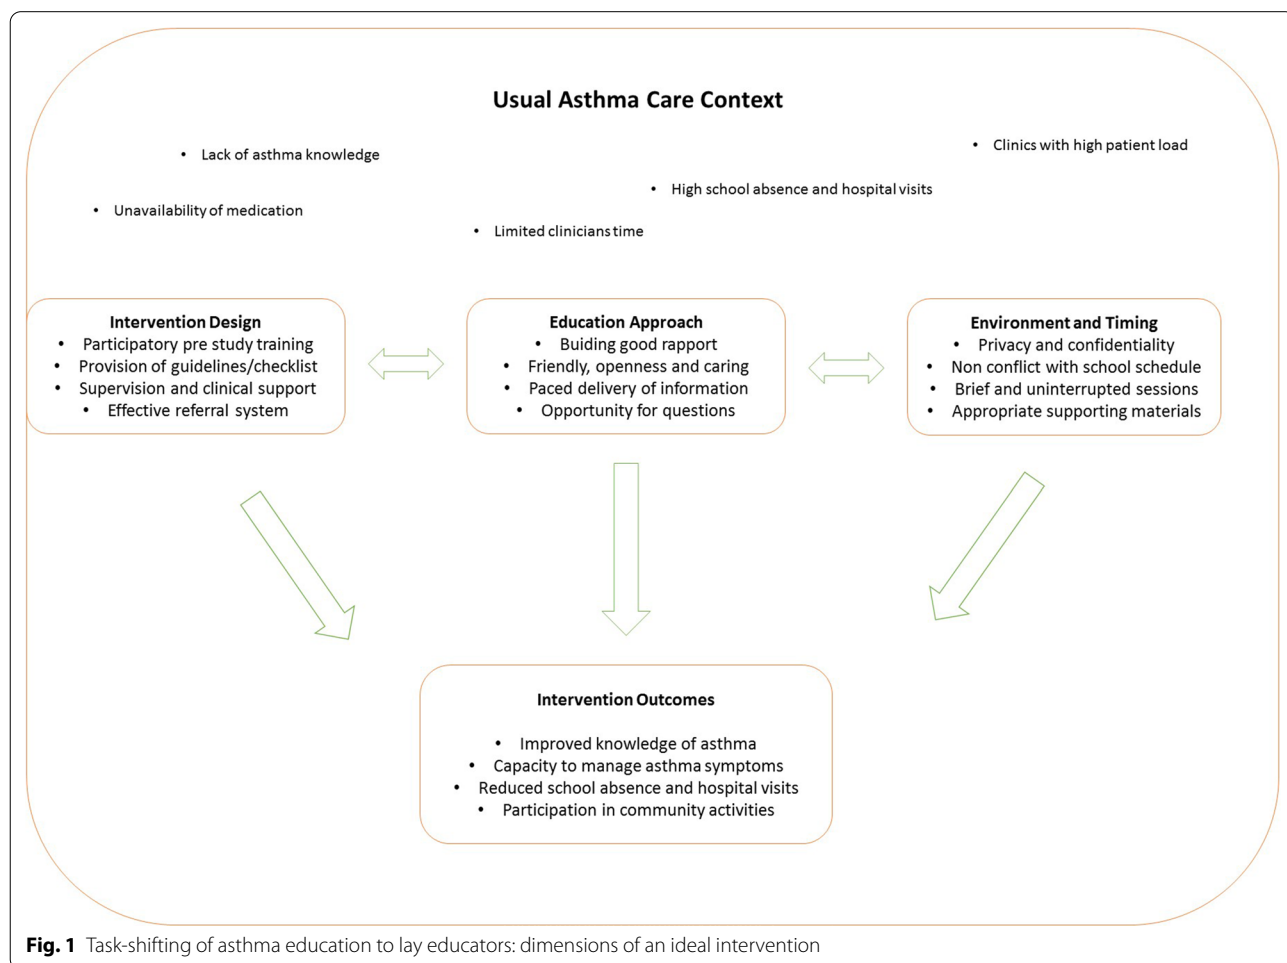 Usual Asthma Care Context
• Clinics with high patient load
• Lack of asthma knowledge
• High school absence and hospital visits
• Unavailability of medication
• Limited clinicians time
Intervention Design
• Participatory pre study training
• Provision of guidelines/checklist
• Supervision and clinical support
• Effective referral system
Education Approach
• Buiding good rapport
• Friendly, openness and caring
• Paced delivery of information
• Opportunity for questions
Environment and Timing
• Privacy and confidentiality
• Non conflict with school schedule
• Brief and uninterrupted sessions
• Appropriate supporting materials
Intervention Outcomes
• Improved knowledge of asthma
• Capacity to manage asthma symptoms
• Reduced school absence and hospital visits
• Participation in community activities
Fig. 1 Task-shifting of asthma education to lay educators: dimensions of an ideal intervention